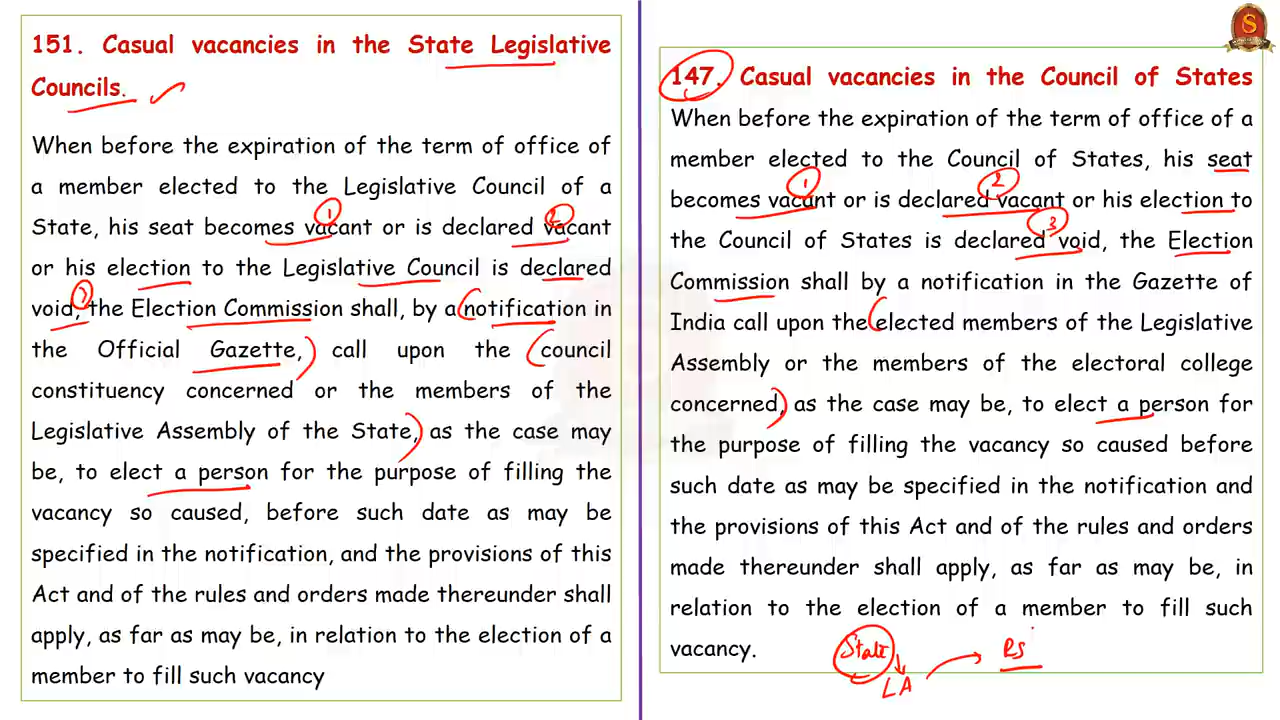 151. Casual vacancies in the State Legislative
Councils.
When before the expiration of the term of office of
a member elected to the Legislative Council of a
State, his seat becomes vacant or is declared vacant
or his election to the Legislative Council is declared
void, the Election Commission shall, by a notification in
the Official Gazette, call upon the council
constituency concerned or the members of the
Legislative Assembly of the State, as the case may
be, to elect a person for the purpose of filling the
vacancy so caused, before such date as may be
specified in the notification, and the provisions of this
Act and of the rules and orders made thereunder shall
apply, as far as may be, in relation to the election of a
member to fill such vacancy
1
2
3
147. Casual vacancies in the Council of States
When before the expiration of the term of office of a
member elected to the Council of States, his seat
becomes vacant or is declared vacant or his election to
the Council of States is declared void, the Election
Commission shall by a notification in the Gazette of
India call upon the elected members of the Legislative
Assembly or the members of the electoral college
concerned, as the case may be, to elect a person for
the purpose of filling the vacancy so caused before
such date as may be specified in the notification and
the provisions of this Act and of the rules and orders
made thereunder shall apply, as far as may be, in
relation to the election of a member to fill such
vacancy.
1
2
3
State
LA
RS
S